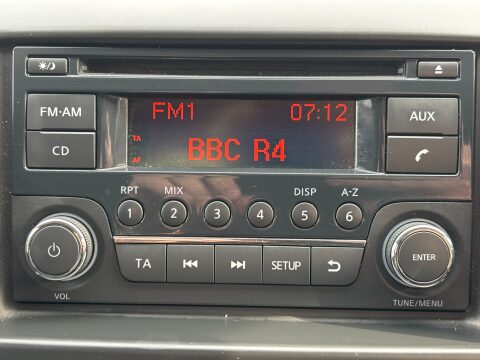 FM1 07:12
TA
AF
BBC R4
FM·AM
CD
AUX
RPT MIX DISP A-Z
1 2 3 4 5 6
TA SETUP
VOL
ENTER
TUNE/MENU